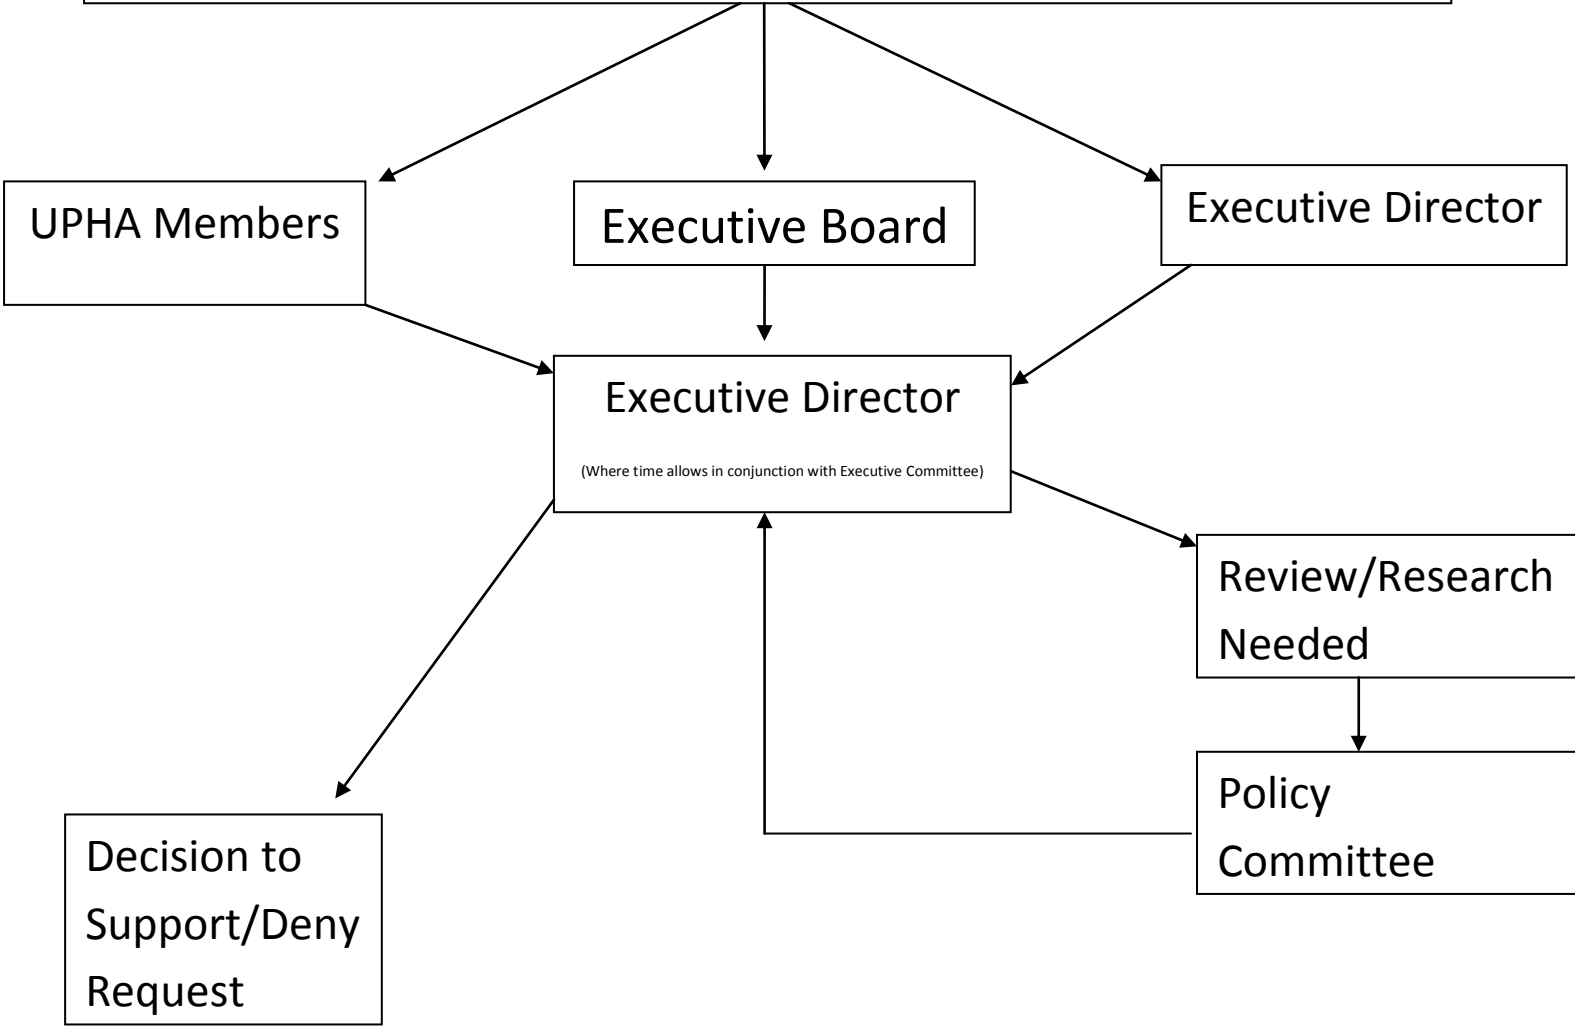 UPHA Members
Executive Board
Executive Director
Executive Director
(Where time allows in conjunction with Executive Committee)
Review/Research
Needed
Policy
Committee
Decision to
Support/Deny
Request